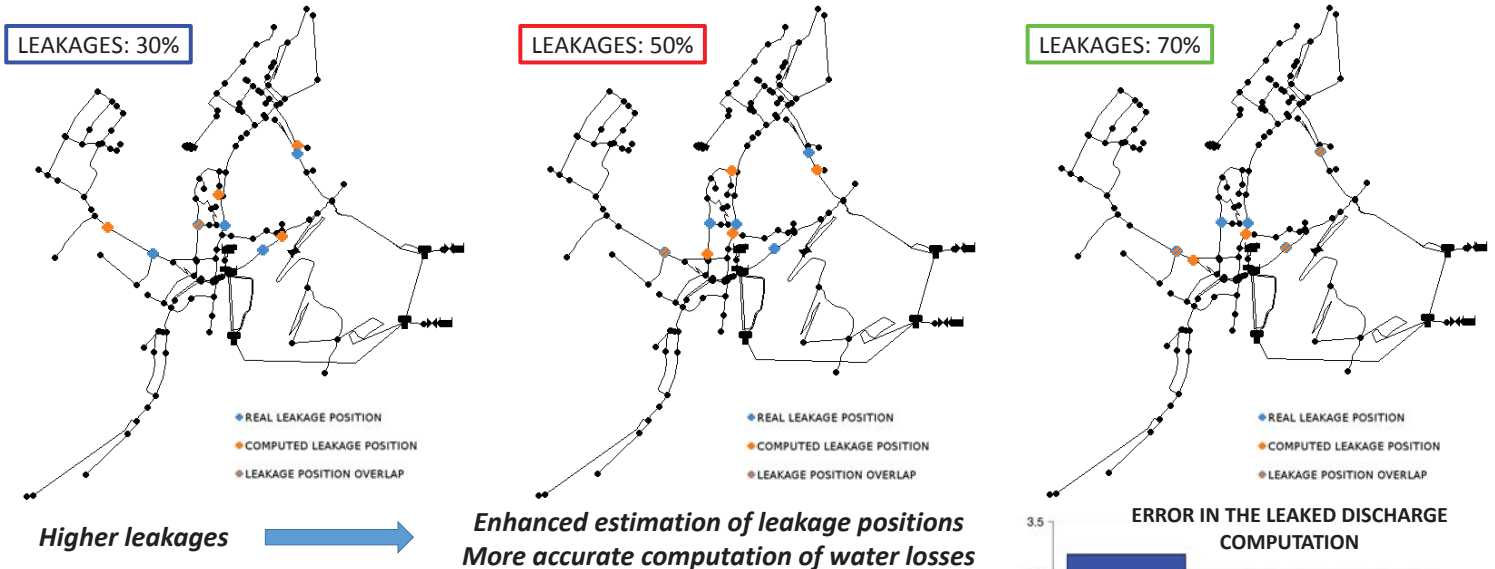 LEAKAGES: 30%
LEAKAGES: 50%
LEAKAGES: 70%
REAL LEAKAGE POSITION
COMPUTED LEAKAGE POSITION
LEAKAGE POSITION OVERLAP
REAL LEAKAGE POSITION
COMPUTED LEAKAGE POSITION
LEAKAGE POSITION OVERLAP
REAL LEAKAGE POSITION
COMPUTED LEAKAGE POSITION
LEAKAGE POSITION OVERLAP
Higher leakages
Enhanced estimation of leakage positions
More accurate computation of water losses
ERROR IN THE LEAKED DISCHARGE
COMPUTATION
3.5